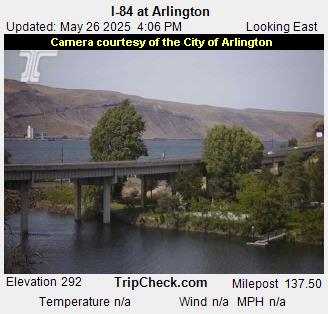 I-84 at Arlington
Updated: May 26 2025 4:06 PM Looking East
Camera courtesy of the City of Arlington
Elevation 292 TripCheck.com Milepost 137.50
Temperature n/a Wind n/a MPH n/a